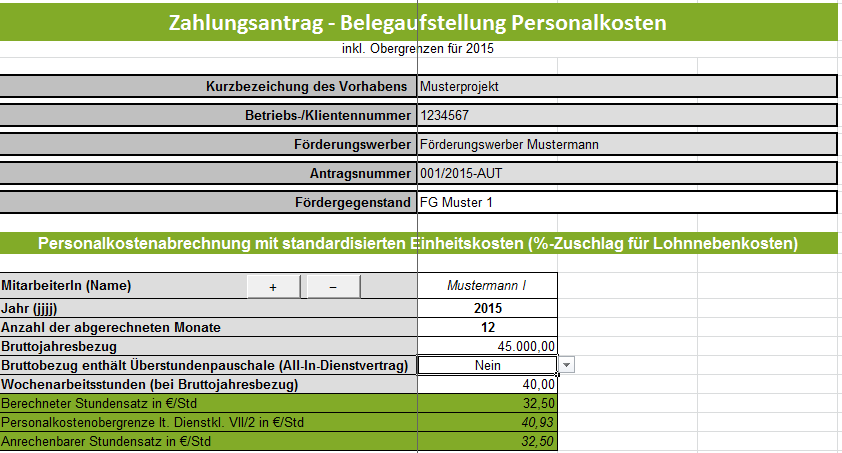 Zahlungsantrag - Belegaufstellung Personalkosten
inkl. Obergrenzen für 2015
Kurzbezeichung des Vorhabens Musterprojekt
Betriebs-/Klientennummer 1234567
Förderungswerber Förderungswerber Mustermann
Antragsnummer 001/2015-AUT
Fördergegenstand FG Muster 1
Personalkostenabrechnung mit standardisierten Einheitskosten (%-Zuschlag für Lohnnebenkosten)
MitarbeiterIn (Name) + – Mustermann I
Jahr (jjjj) 2015
Anzahl der abgerechneten Monate 12
Bruttojahresbezug 45.000,00
Bruttobezug enthält Überstundenpauschale (All-In-Dienstvertrag) Nein
Wochenarbeitsstunden (bei Bruttojahresbezug) 40,00
Berechneter Stundensatz in €/Std 32,50
Personalkostenobergrenze lt. Dienstkl. VII/2 in €/Std 40,93
Anrechenbarer Stundensatz in €/Std 32,50